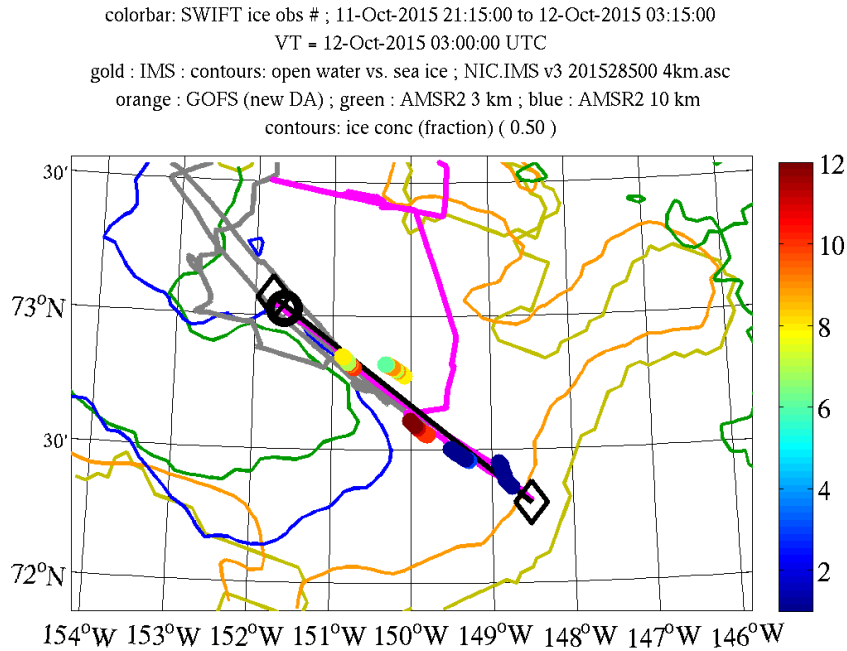 colorbar: SWIFT ice obs # ; 11-Oct-2015 21:15:00 to 12-Oct-2015 03:15:00
VT = 12-Oct-2015 03:00:00 UTC
gold : IMS : contours: open water vs. sea ice ; NIC.IMS v3 201528500 4km.asc
orange : GOFS (new DA) ; green : AMSR2 3 km ; blue : AMSR2 10 km
contours: ice conc (fraction) ( 0.50 )
30'
73°N
30'
72°N
154°W 153°W 152°W 151°W 150°W 149°W 148°W 147°W 146°W
12
10
8
6
4
2